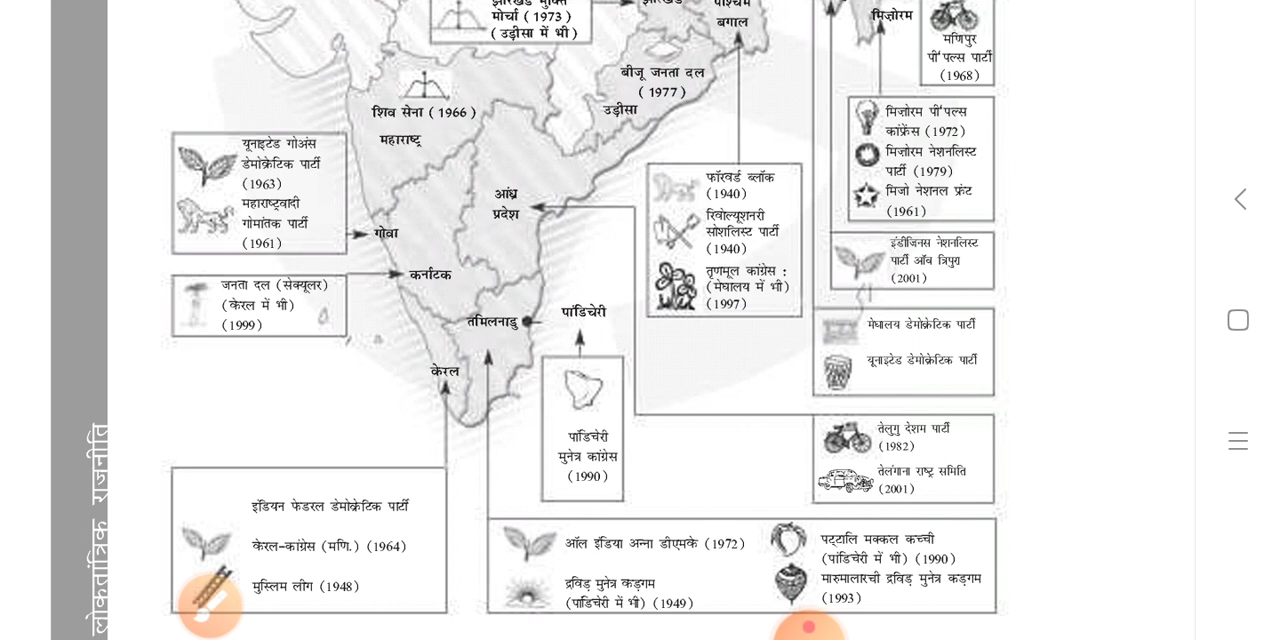 झारखंड मुक्ति
मोर्चा (1973)
(उड़ीसा में भी)
झारखंड
पश्चिम
बंगाल
मिज़ोरम
मणिपुर
पीपल्स पार्टी
(1968)
बीजू जनता दल
(1977)
उड़ीसा
शिव सेना (1966)
महाराष्ट्र
यूनाइटेड गोअंस
डेमोक्रेटिक पार्टी
(1963)
महाराष्ट्रवादी
गोमांतक पार्टी
(1961)
गोवा
आंध्र
प्रदेश
फॉरवर्ड ब्लॉक
(1940)
रिवोल्यूशनरी
सोशलिस्ट पार्टी
(1940)
तृणमूल कांग्रेस :
(मेघालय में भी)
(1997)
मिज़ोरम पीपल्स
कांफ्रेंस (1972)
मिज़ोरम नेशनलिस्ट
पार्टी (1979)
मिजो नेशनल फ्रंट
(1961)
इंडीजिनस नेशनलिस्ट
पार्टी ऑव त्रिपुरा
(2001)
जनता दल (सेक्यूलर)
(केरल में भी)
(1999)
कर्नाटक
तमिलनाडु
पांडिचेरी
केरल
मेघालय डेमोक्रेटिक पार्टी
यूनाइटेड डेमोक्रेटिक पार्टी
पांडिचेरी
मुनेत्र कांग्रेस
(1990)
तेलुगु देशम पार्टी
(1982)
तेलंगाना राष्ट्र समिति
(2001)
इंडियन फेडरल डेमोक्रेटिक पार्टी
केरल-कांग्रेस (मणि.) (1964)
मुस्लिम लीग (1948)
ऑल इंडिया अन्ना डीएमके (1972)
द्रविड़ मुनेत्र कड़गम
(पांडिचेरी में भी) (1949)
पट्टालि मक्कल कच्ची
(पांडिचेरी में भी) (1990)
मारुमालारची द्रविड़ मुनेत्र कड़गम
(1993)
लोकतांत्रिक राजनीति